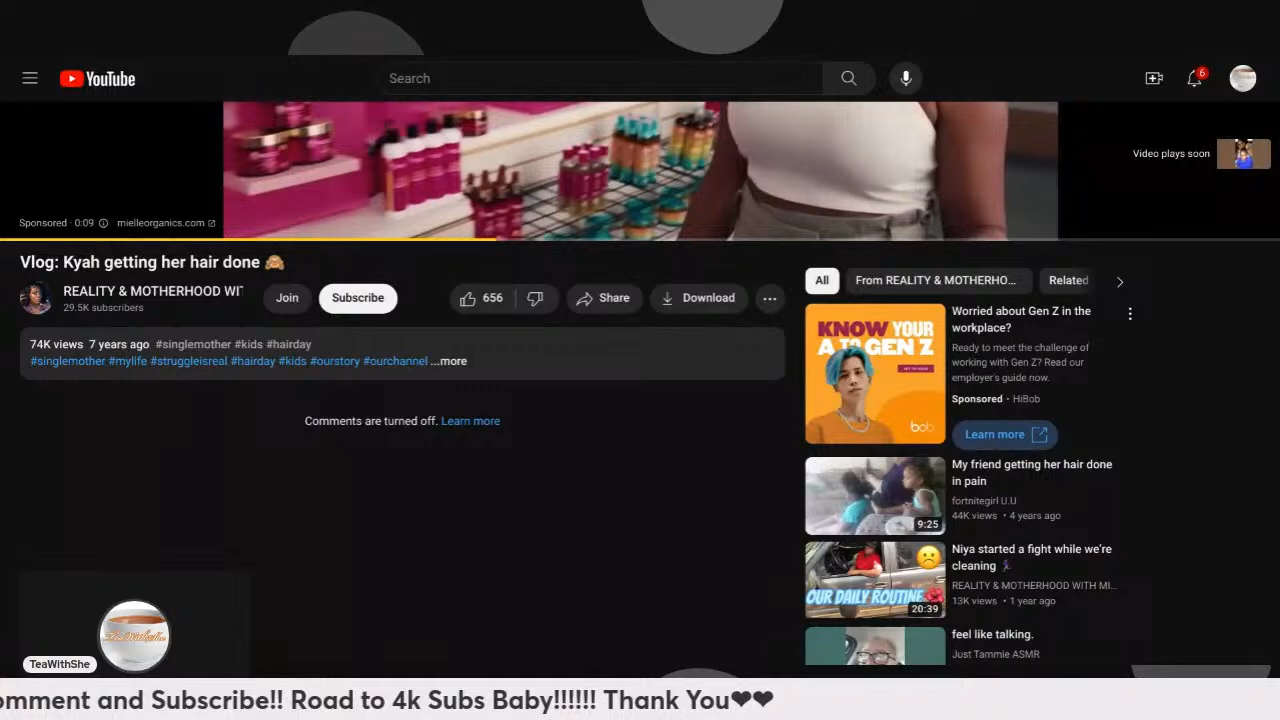 YouTube
Search
6
Video plays soon
Sponsored · 0:09 mielleorganics.com
Vlog: Kyah getting her hair done 🙈
REALITY & MOTHERHOOD WIT
29.5K subscribers
Join
Subscribe
656
Share
Download
74K views 7 years ago #singlemother #kids #hairday
#singlemother #mylife #struggleisreal #hairday #kids #ourstory #ourchannel ...more
Comments are turned off. Learn more
All
From REALITY & MOTHERHO...
Related
KNOW YOUR
A TO GEN Z
bob
Worried about Gen Z in the
workplace?
Ready to meet the challenge of
working with Gen Z? Read our
employer's guide now.
Sponsored · HiBob
Learn more
9:25
My friend getting her hair done
in pain
fortnitegirl U.U
44K views • 4 years ago
OUR DAILY ROUTINE
20:39
Niya started a fight while we're
cleaning
REALITY & MOTHERHOOD WITH MI...
13K views • 1 year ago
feel like talking.
Just Tammie ASMR
TeaWithShe
TeaWithShe
omment and Subscribe!! Road to 4k Subs Baby!!!!!! Thank You❤❤